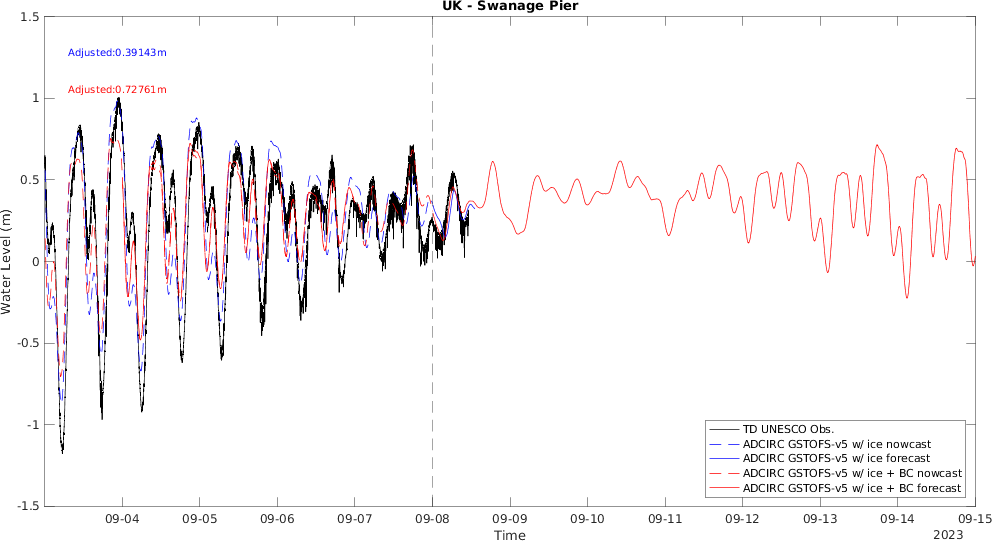 UK - Swanage Pier
1.5
Adjusted:0.39143m
Adjusted:0.72761m
1
0.5
0
-0.5
-1
-1.5
Water Level (m)
TD UNESCO Obs.
ADCIRC GSTOFS-v5 w/ ice nowcast
ADCIRC GSTOFS-v5 w/ ice forecast
ADCIRC GSTOFS-v5 w/ ice + BC nowcast
ADCIRC GSTOFS-v5 w/ ice + BC forecast
09-04 09-05 09-06 09-07 09-08 09-09 09-10 09-11 09-12 09-13 09-14 09-15
Time
2023